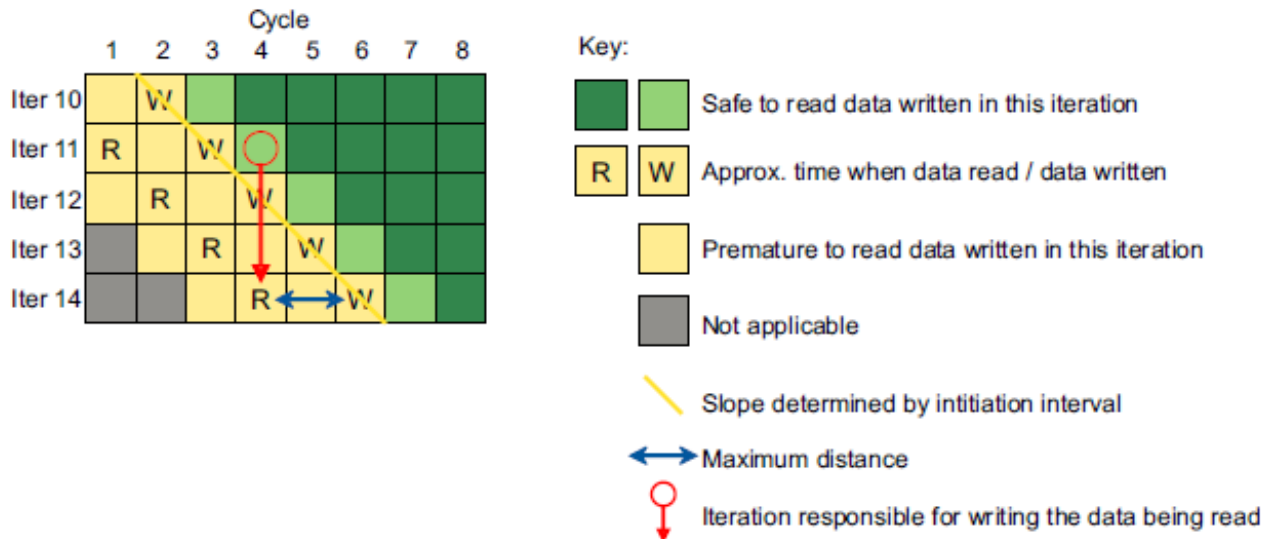 Cycle
1 2 3 4 5 6 7 8
Iter 10 W
Iter 11 R W
Iter 12 R W
Iter 13 R W
Iter 14 R W
Key:
Safe to read data written in this iteration
R W Approx. time when data read / data written
Premature to read data written in this iteration
Not applicable
Slope determined by intitiation interval
Maximum distance
Iteration responsible for writing the data being read